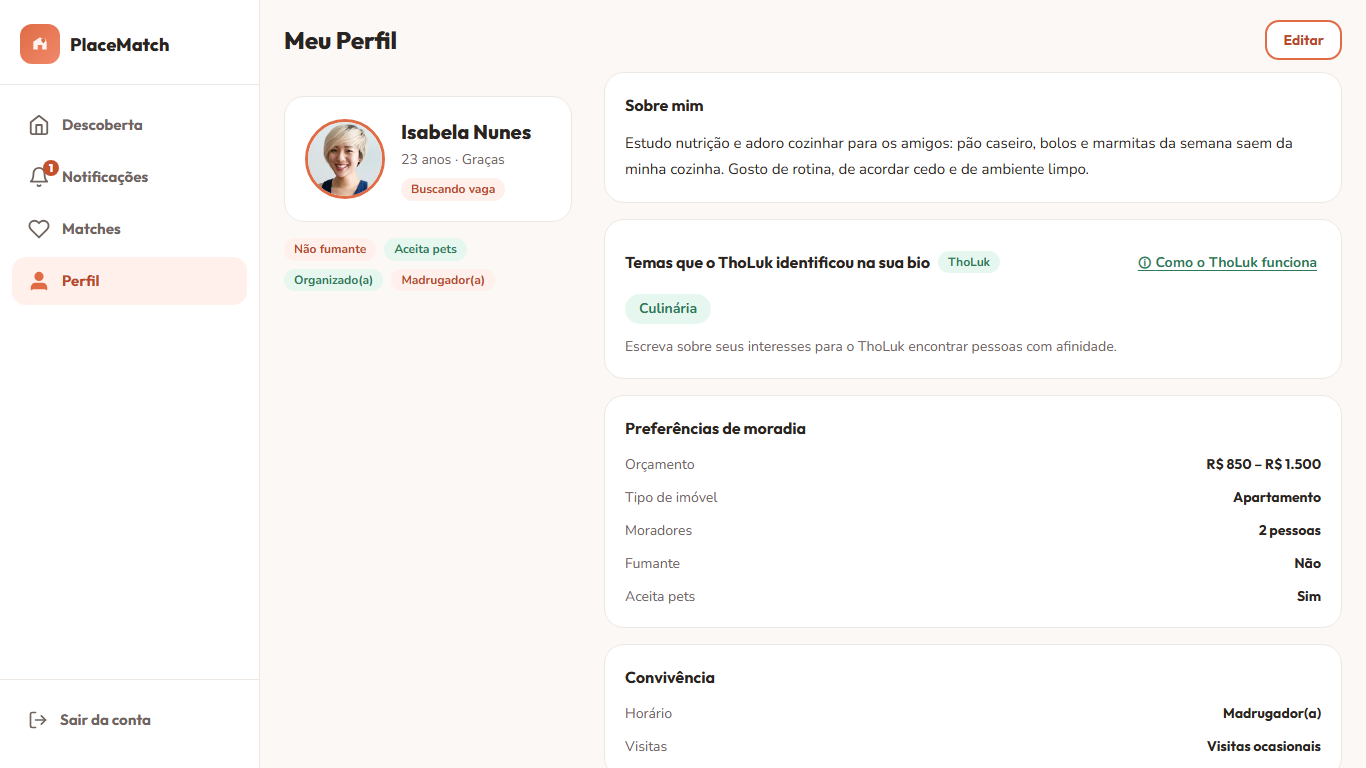 PlaceMatch
Descoberta
1
Notificações
Matches
Perfil
Sair da conta
Meu Perfil
Editar
Isabela Nunes
23 anos · Graças
Buscando vaga
Não fumante
Aceita pets
Organizado(a)
Madrugador(a)
Sobre mim
Estudo nutrição e adoro cozinhar para os amigos: pão caseiro, bolos e marmitas da semana saem da
minha cozinha. Gosto de rotina, de acordar cedo e de ambiente limpo.
Temas que o ThoLuk identificou na sua bio
ThoLuk
Como o ThoLuk funciona
Culinária
Escreva sobre seus interesses para o ThoLuk encontrar pessoas com afinidade.
Preferências de moradia
Orçamento R$ 850 – R$ 1.500
Tipo de imóvel Apartamento
Moradores 2 pessoas
Fumante Não
Aceita pets Sim
Convivência
Horário Madrugador(a)
Visitas Visitas ocasionais